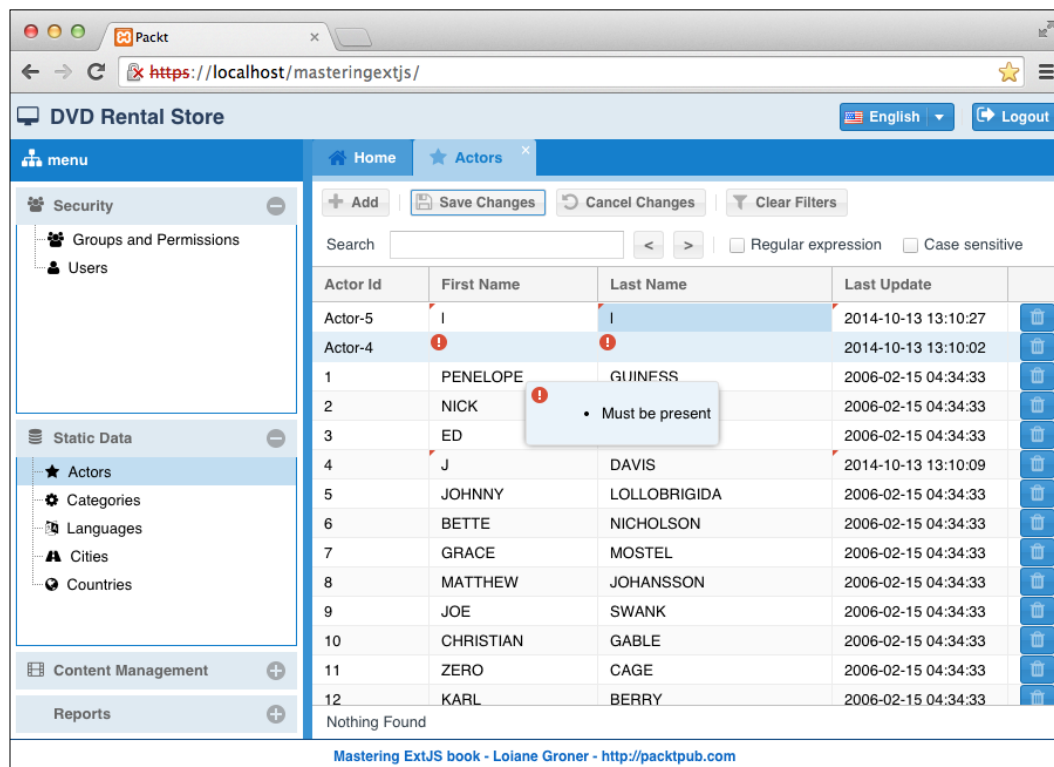 Packt
https://localhost/masteringextjs/
DVD Rental Store
English
Logout
menu
Home
Actors
Security
Groups and Permissions
Users
Static Data
Actors
Categories
Languages
Cities
Countries
Content Management
Reports
Add Save Changes Cancel Changes Clear Filters
Search < > Regular expression Case sensitive
Actor Id First Name Last Name Last Update
Actor-5 I I 2014-10-13 13:10:27
Actor-4 2014-10-13 13:10:02
1 PENELOPE GUINESS 2006-02-15 04:34:33
2 NICK 2006-02-15 04:34:33
Must be present
3 ED 2006-02-15 04:34:33
4 J DAVIS 2014-10-13 13:10:09
5 JOHNNY LOLLOBRIGIDA 2006-02-15 04:34:33
6 BETTE NICHOLSON 2006-02-15 04:34:33
7 GRACE MOSTEL 2006-02-15 04:34:33
8 MATTHEW JOHANSSON 2006-02-15 04:34:33
9 JOE SWANK 2006-02-15 04:34:33
10 CHRISTIAN GABLE 2006-02-15 04:34:33
11 ZERO CAGE 2006-02-15 04:34:33
12 KARL BERRY 2006-02-15 04:34:33
Nothing Found
Mastering ExtJS book - Loiane Groner - http://packtpub.com